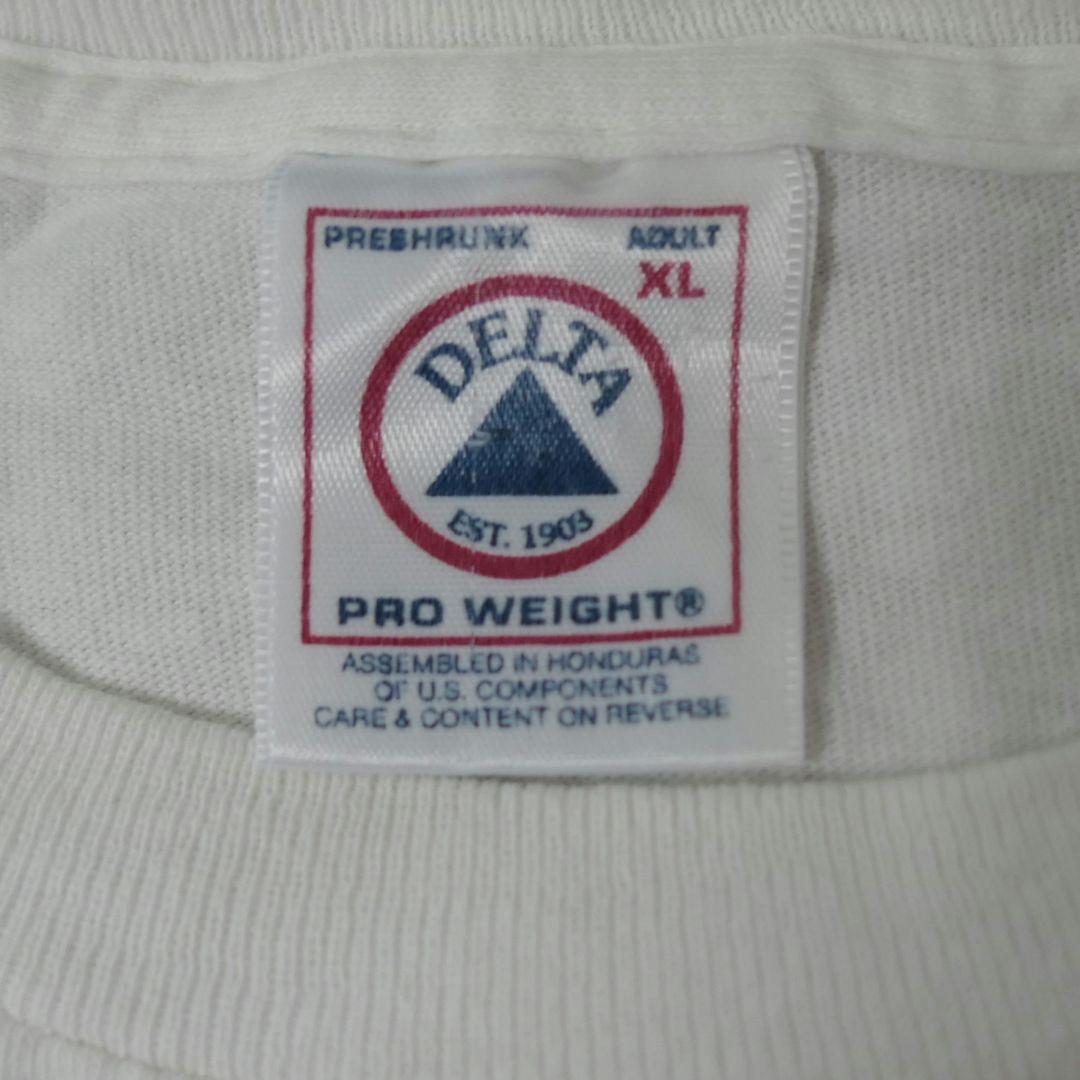 PRESHRUNK ADULT
XL
DELTA
EST. 1903
PRO WEIGHT®
ASSEMBLED IN HONDURAS
OF U.S. COMPONENTS
CARE & CONTENT ON REVERSE